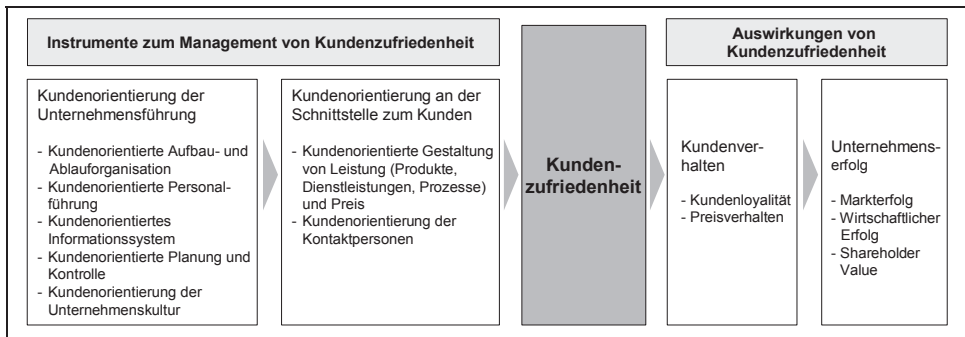 Instrumente zum Management von Kundenzufriedenheit
Kundenorientierung der
Unternehmensführung
- Kundenorientierte Aufbau- und
Ablauforganisation
- Kundenorientierte Personal-
führung
- Kundenorientiertes
Informationssystem
- Kundenorientierte Planung und
Kontrolle
- Kundenorientierung der
Unternehmenskultur
Kundenorientierung an der
Schnittstelle zum Kunden
- Kundenorientierte Gestaltung
von Leistung (Produkte,
Dienstleistungen, Prozesse)
und Preis
- Kundenorientierung der
Kontaktpersonen
Kunden-
zufriedenheit
Auswirkungen von
Kundenzufriedenheit
Kundenver-
halten
- Kundenloyalität
- Preisverhalten
Unternehmens-
erfolg
- Markterfolg
- Wirtschaftlicher
Erfolg
- Shareholder
Value